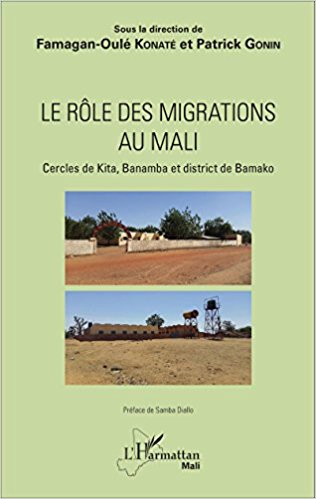 Sous la direction de
Famagan-Oulé KONATÉ et Patrick GONIN
LE RÔLE DES MIGRATIONS
AU MALI
Cercles de Kita, Banamba et district de Bamako
Préface de Samba Diallo
L'Harmattan
Mali